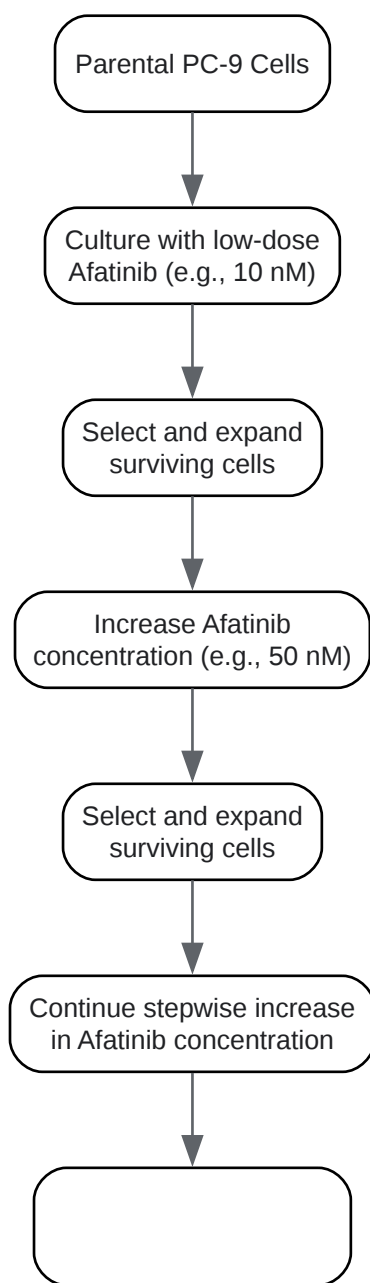 Parental PC-9 Cells
Culture with low-dose
Afatinib (e.g., 10 nM)
Select and expand
surviving cells
Increase Afatinib
concentration (e.g., 50 nM)
Select and expand
surviving cells
Continue stepwise increase
in Afatinib concentration